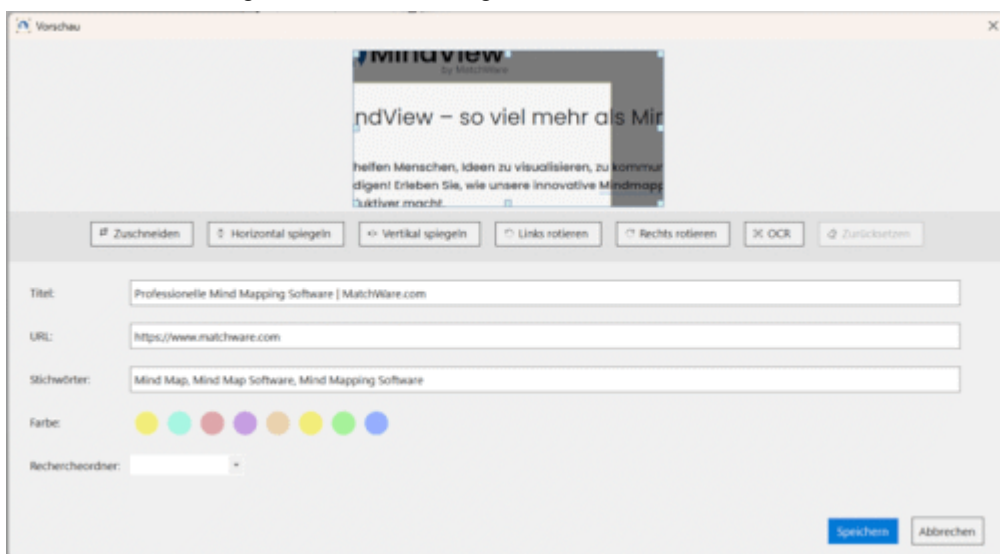 Vorschau
MindView
by MatchWare
ndView – so viel mehr als Mir
helfen Menschen, Ideen zu visualisieren, zu kommur
digen! Erleben Sie, wie unsere innovative Mindmapp
uktiver macht.
Zuschneiden Horizontal spiegeln Vertikal spiegeln Links rotieren Rechts rotieren OCR Zurücksetzen
Titel: Professionelle Mind Mapping Software | MatchWare.com
URL: https://www.matchware.com
Stichwörter: Mind Map, Mind Map Software, Mind Mapping Software
Farbe:
Rechercheordner:
Speichern Abbrechen